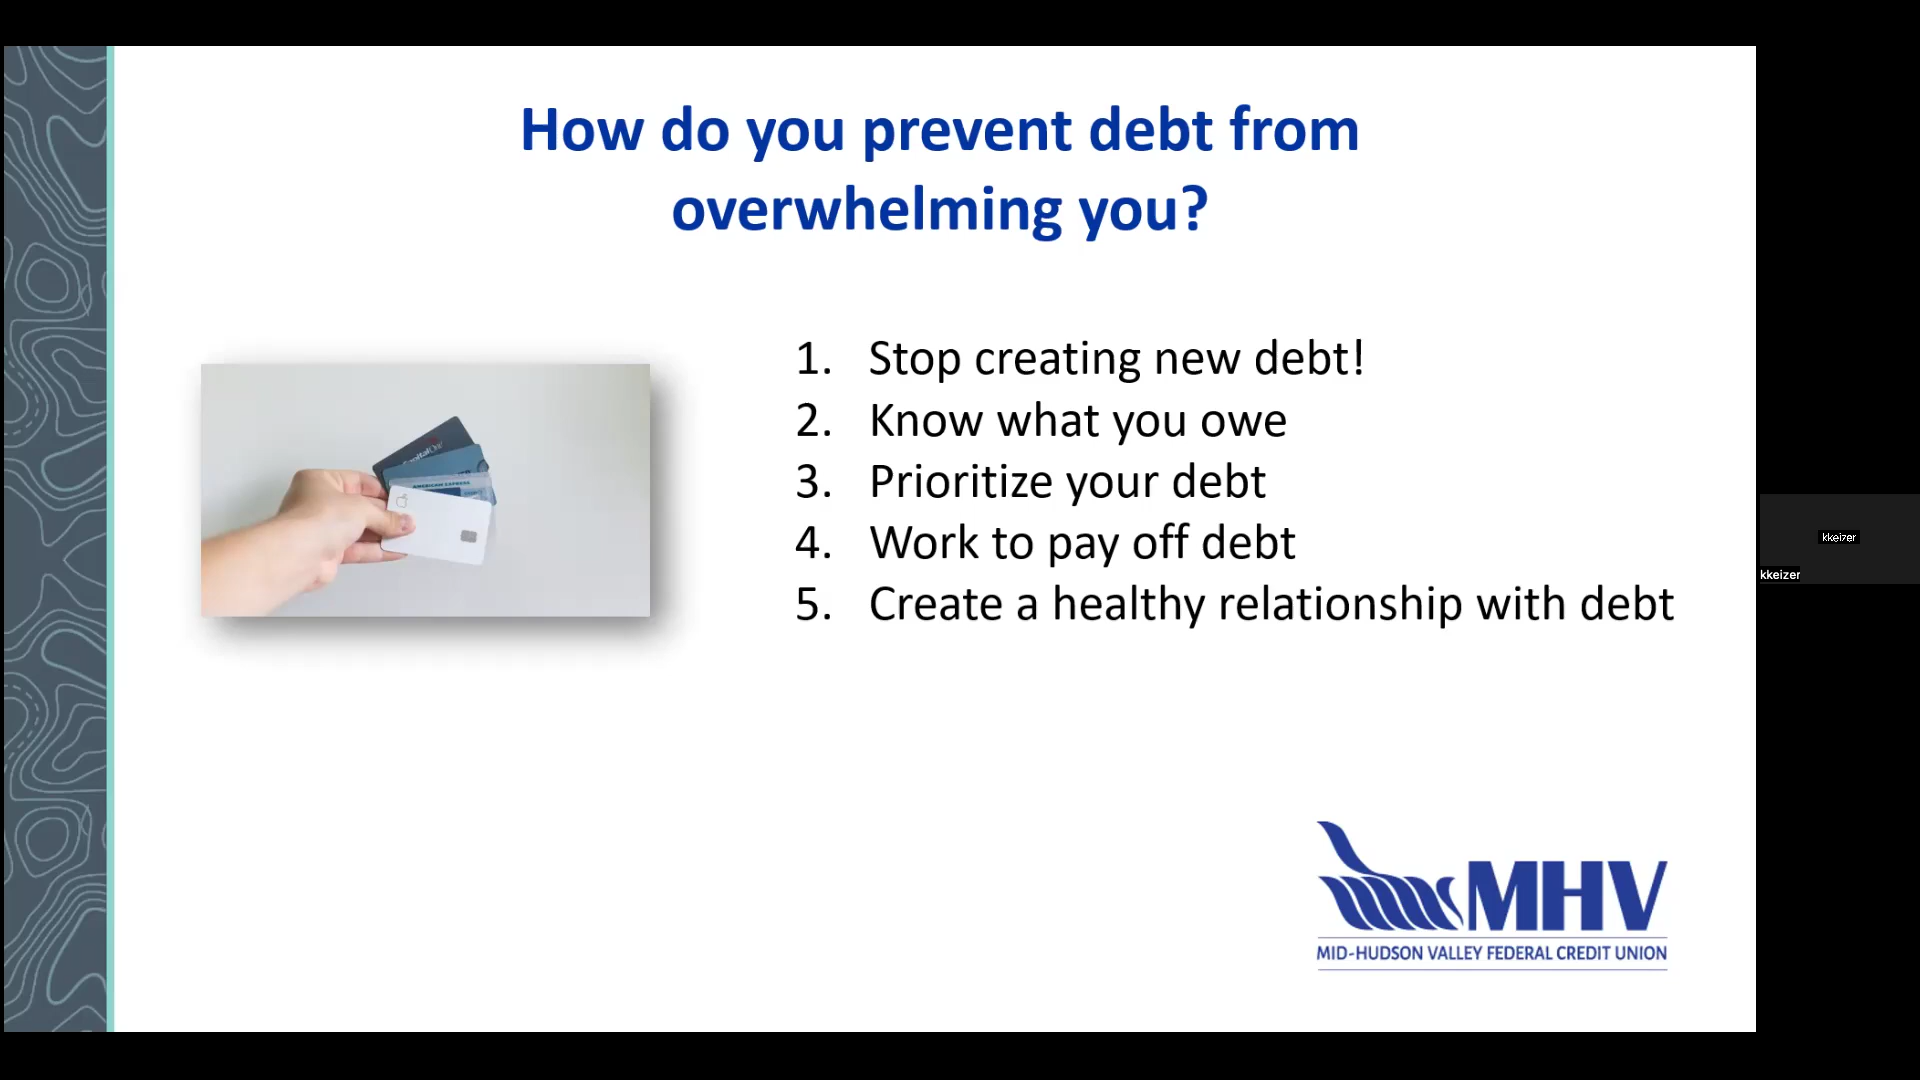 How do you prevent debt from
overwhelming you?
1. Stop creating new debt!
2. Know what you owe
3. Prioritize your debt
4. Work to pay off debt
5. Create a healthy relationship with debt
AMERICAN EXPRESS
kkeizer
kkeizer
MHV
MID-HUDSON VALLEY FEDERAL CREDIT UNION